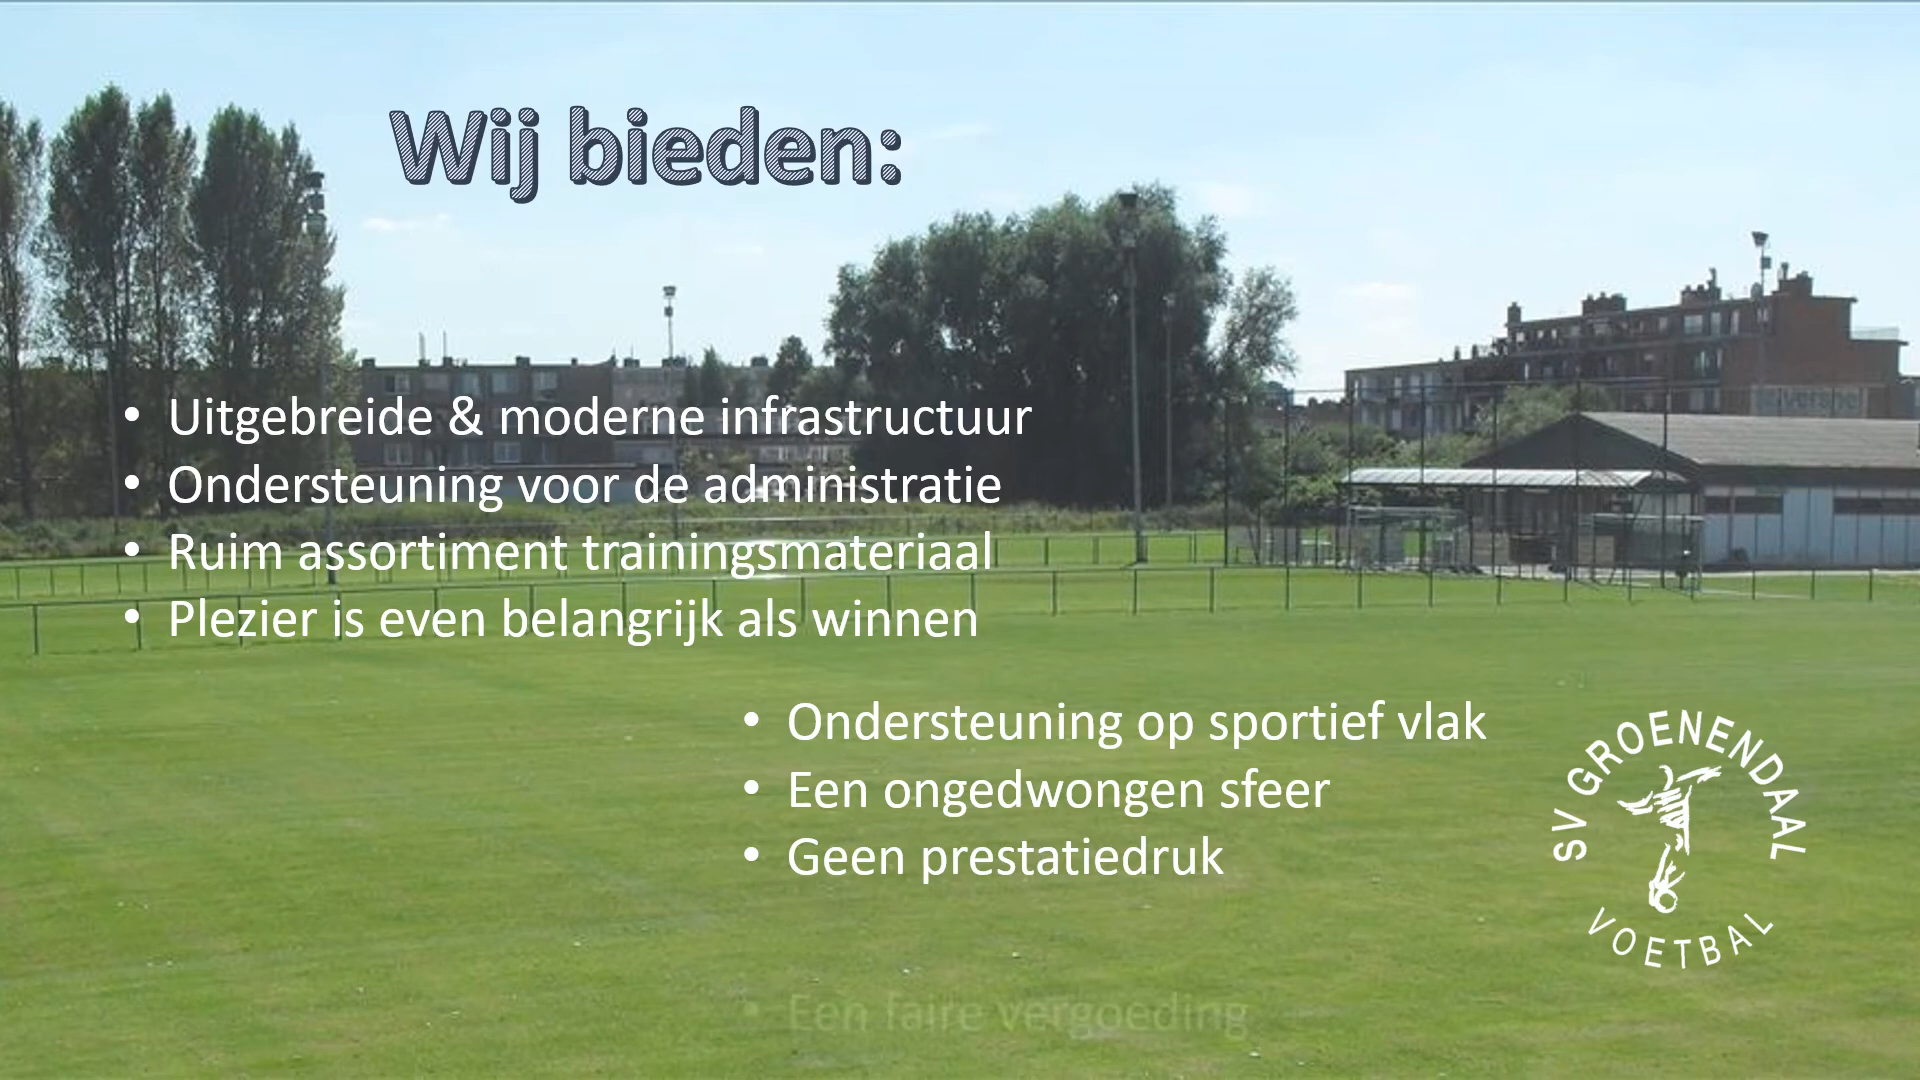 Wij bieden:
• Uitgebreide & moderne infrastructuur
• Ondersteuning voor de administratie
• Ruim assortiment trainingsmateriaal
• Plezier is even belangrijk als winnen
• Ondersteuning op sportief vlak
• Een ongedwongen sfeer
• Geen prestatiedruk
SV GROENENDAAL
VOETBAL
• Een faire vergoeding